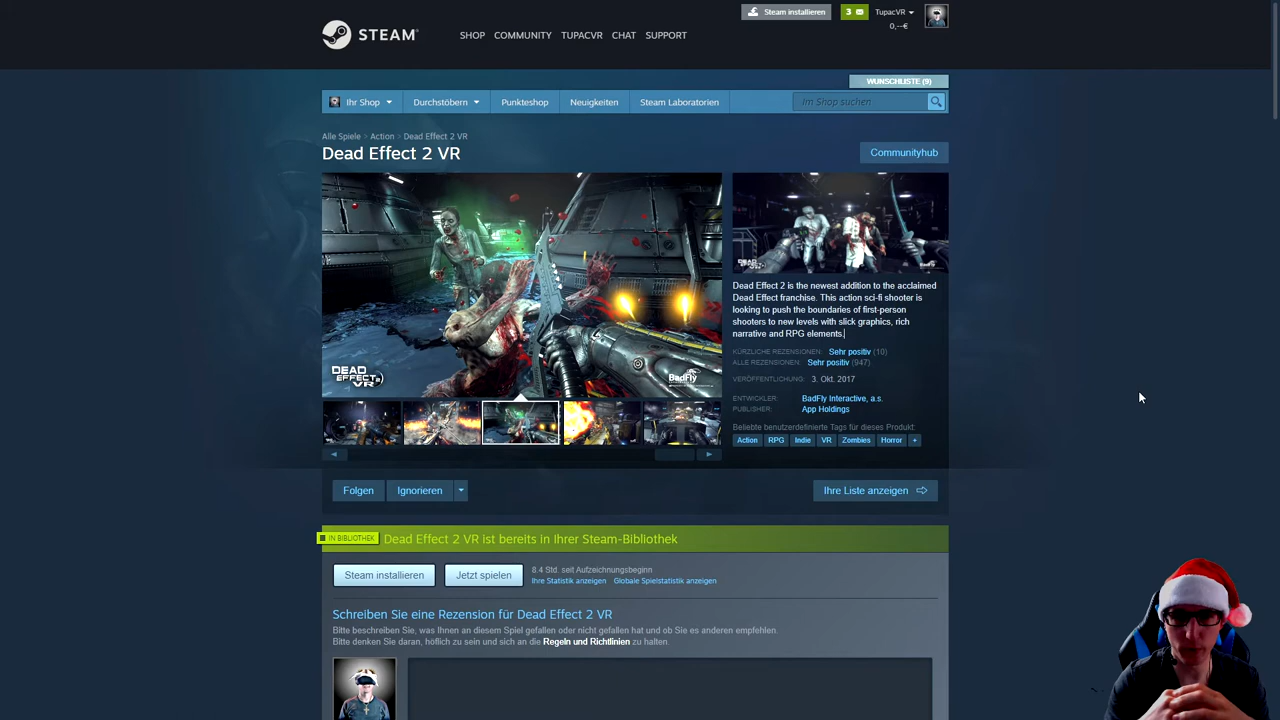 Steam installieren
3
TupacVR
0,--€
STEAM
SHOP
COMMUNITY
TUPACVR
CHAT
SUPPORT
WUNSCHLISTE (9)
Ihr Shop
Durchstöbern
Punkteshop
Neuigkeiten
Steam Laboratorien
Im Shop suchen
Alle Spiele > Action > Dead Effect 2 VR
Dead Effect 2 VR
Communityhub
DEAD EFFECT 2 VR
BadFly
Dead Effect 2 is the newest addition to the acclaimed
Dead Effect franchise. This action sci-fi shooter is
looking to push the boundaries of first-person
shooters to new levels with slick graphics, rich
narrative and RPG elements.
KÜRZLICHE REZENSIONEN: Sehr positiv (10)
ALLE REZENSIONEN: Sehr positiv (947)
VERÖFFENTLICHUNG: 3. Okt. 2017
ENTWICKLER: BadFly Interactive, a.s.
PUBLISHER: App Holdings
Beliebte benutzerdefinierte Tags für dieses Produkt:
Action RPG Indie VR Zombies Horror +
Folgen
Ignorieren
Ihre Liste anzeigen
IN BIBLIOTHEK
Dead Effect 2 VR ist bereits in Ihrer Steam-Bibliothek
Steam installieren
Jetzt spielen
8.4 Std. seit Aufzeichnungsbeginn
Ihre Statistik anzeigen Globale Spielstatistik anzeigen
Schreiben Sie eine Rezension für Dead Effect 2 VR
Bitte beschreiben Sie, was Ihnen an diesem Spiel gefallen oder nicht gefallen hat und ob Sie es anderen empfehlen.
Bitte denken Sie daran, höflich zu sein und sich an die Regeln und Richtlinien zu halten.